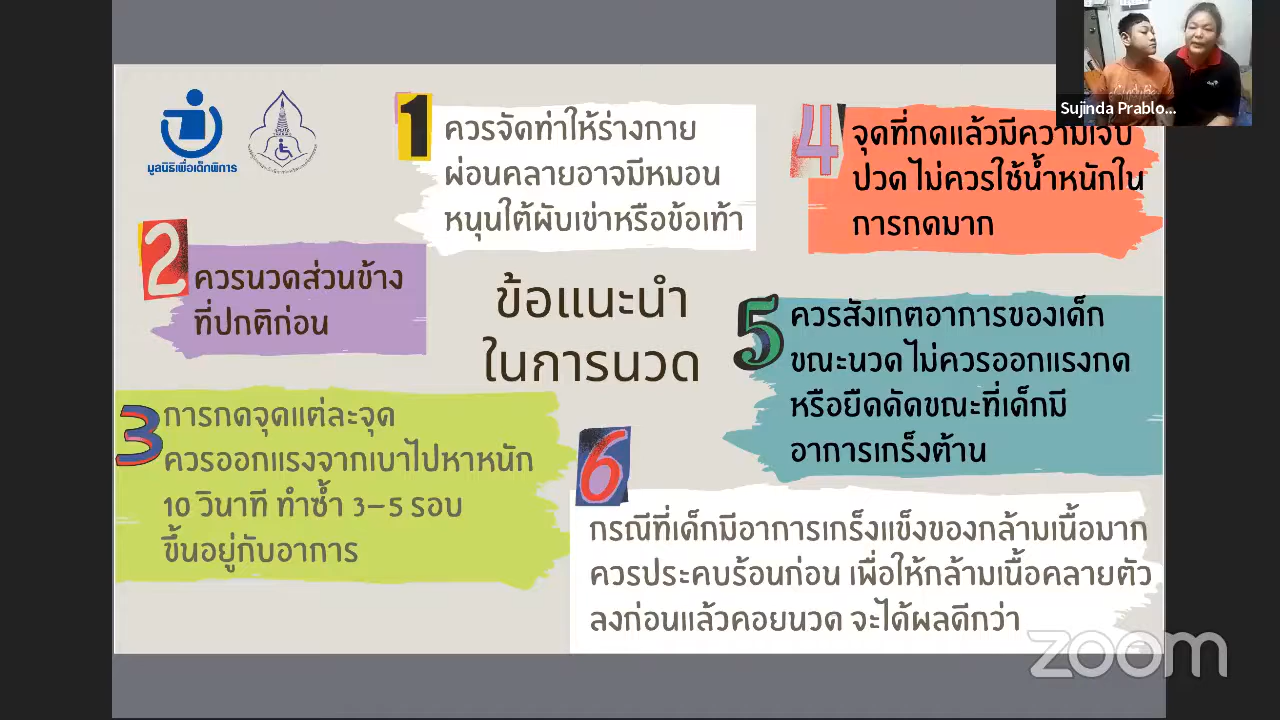 มูลนิธิเพื่อเด็กพิการ
1
ควรจัดท่าให้ร่างกาย
ผ่อนคลายอาจมีหมอน
หนุนใต้ผับเข่าหรือข้อเท้า
2
ควรนวดส่วนข้าง
ที่ปกติก่อน
3
การกดจุดแต่ละจุด
ควรออกแรงจากเบาไปหาหนัก
10 วินาที ทำซ้ำ 3-5 รอบ
ขึ้นอยู่กับอาการ
ข้อแนะนำ
ในการนวด
4
จุดที่กดแล้วมีความเจ็บ
ปวด ไม่ควรใช้น้ำหนักใน
การกดมาก
5
ควรสังเกตอาการของเด็ก
ขณะนวด ไม่ควรออกแรงกด
หรือยืดดัดขณะที่เด็กมี
อาการเกร็งต้าน
6
กรณีที่เด็กมีอาการเกร็งแข็งของกล้ามเนื้อมาก
ควรประคบร้อนก่อน เพื่อให้กล้ามเนื้อคลายตัว
ลงก่อนแล้วคอยนวด จะได้ผลดีกว่า
Sujinda Prablo...
zoom